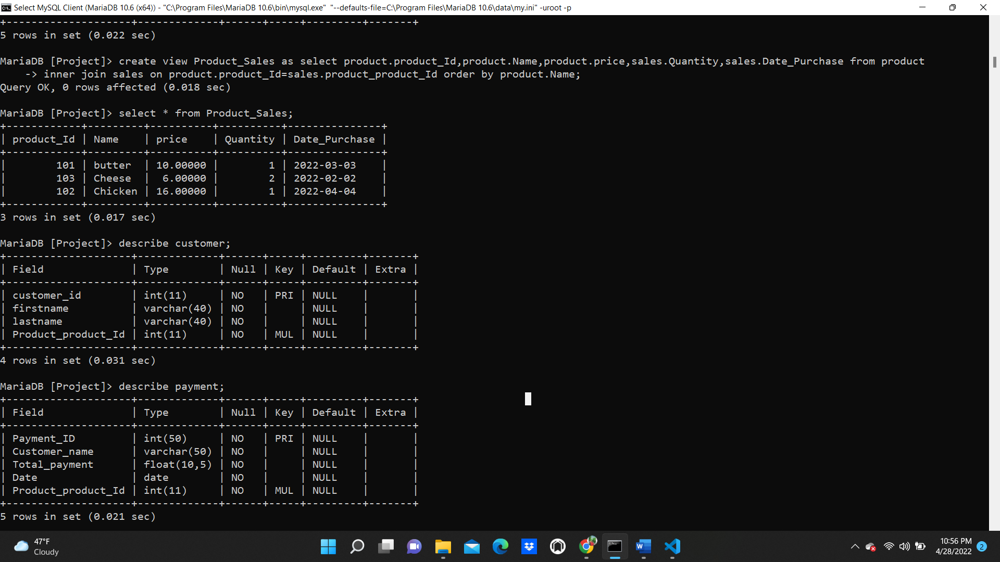 Select MySQL Client (MariaDB 10.6 (x64)) - "C:\Program Files\MariaDB 10.6\bin\mysql.exe"  "--defaults-file=C:\Program Files\MariaDB 10.6\data\my.ini" -uroot -p
+--------------------+-------------+------+-----+---------+-------+
5 rows in set (0.022 sec)
MariaDB [Project]> create view Product_Sales as select product.product_Id,product.Name,product.price,sales.Quantity,sales.Date_Purchase from product
    -> inner join sales on product.product_Id=sales.product_product_Id order by product.Name;
Query OK, 0 rows affected (0.018 sec)
MariaDB [Project]> select * from Product_Sales;
+------------+---------+----------+----------+---------------+
| product_Id | Name    | price    | Quantity | Date_Purchase |
+------------+---------+----------+----------+---------------+
|        101 | butter  | 10.00000 |        1 | 2022-03-03    |
|        103 | Cheese  |  6.00000 |        2 | 2022-02-02    |
|        102 | Chicken | 16.00000 |        1 | 2022-04-04    |
+------------+---------+----------+----------+---------------+
3 rows in set (0.017 sec)
MariaDB [Project]> describe customer;
+--------------------+-------------+------+-----+---------+-------+
| Field              | Type        | Null | Key | Default | Extra |
+--------------------+-------------+------+-----+---------+-------+
| customer_id        | int(11)     | NO   | PRI | NULL    |       |
| firstname          | varchar(40) | NO   |     | NULL    |       |
| lastname           | varchar(40) | NO   |     | NULL    |       |
| Product_product_Id | int(11)     | NO   | MUL | NULL    |       |
+--------------------+-------------+------+-----+---------+-------+
4 rows in set (0.031 sec)
MariaDB [Project]> describe payment;
+--------------------+-------------+------+-----+---------+-------+
| Field              | Type        | Null | Key | Default | Extra |
+--------------------+-------------+------+-----+---------+-------+
| Payment_ID         | int(50)     | NO   | PRI | NULL    |       |
| Customer_name      | varchar(50) | NO   |     | NULL    |       |
| Total_payment      | float(10,5) | NO   |     | NULL    |       |
| Date               | date        | NO   |     | NULL    |       |
| Product_product_Id | int(11)     | NO   | MUL | NULL    |       |
+--------------------+-------------+------+-----+---------+-------+
5 rows in set (0.021 sec)
47°F
Cloudy
10:56 PM
4/28/2022
2